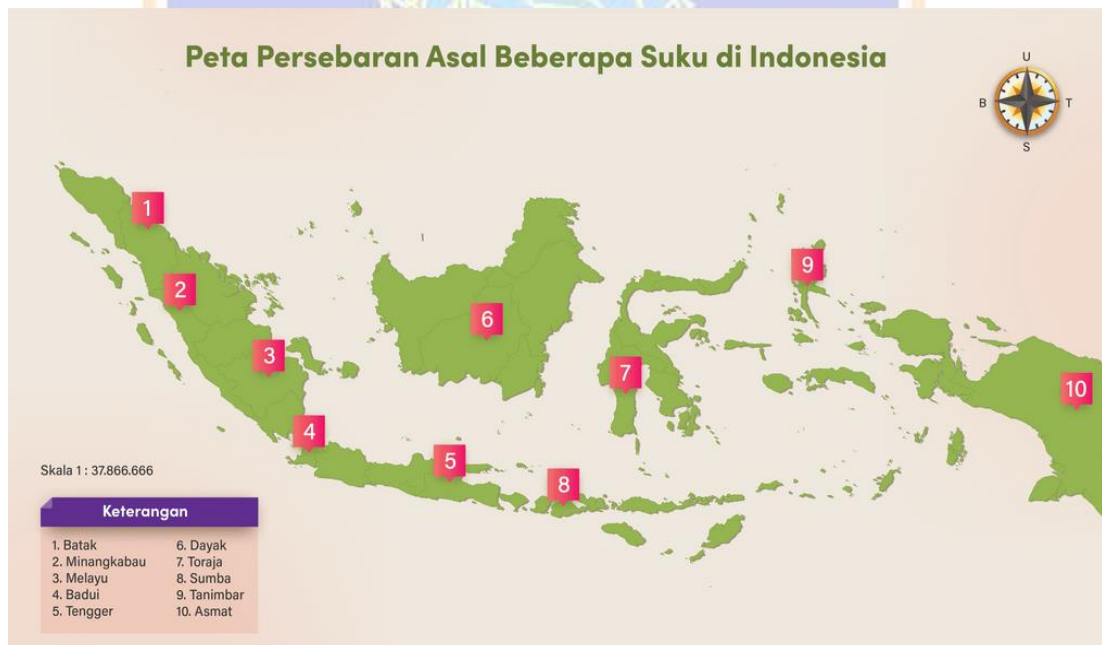 Peta Persebaran Asal Beberapa Suku di Indonesia
U
B
T
S
1
2
3
4
5
6
7
8
9
10
Skala 1 : 37.866.666
Keterangan
1. Batak
2. Minangkabau
3. Melayu
4. Badui
5. Tengger
6. Dayak
7. Toraja
8. Sumba
9. Tanimbar
10. Asmat